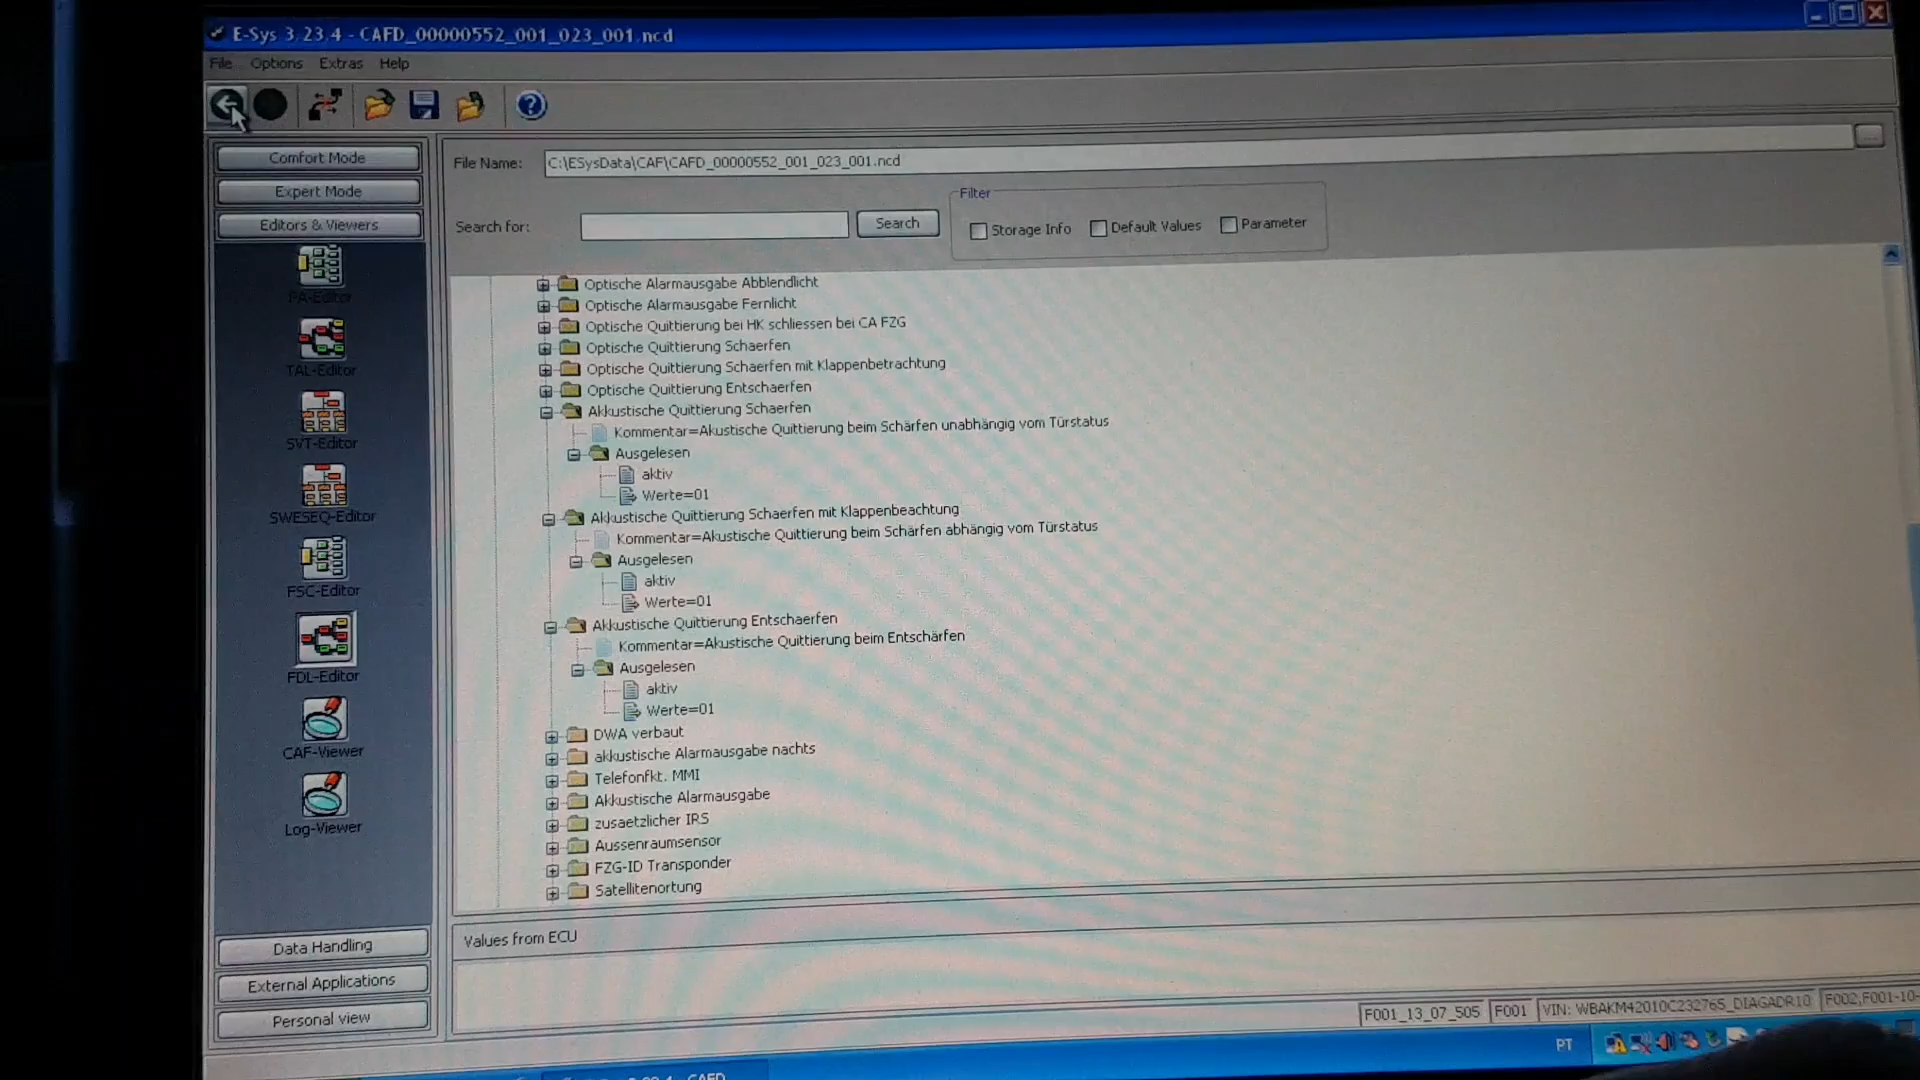 E-Sys 3.23.4 - CAFD_00000552_001_023_001.ncd
File Options Extras Help
Comfort Mode
Expert Mode
Editors & Viewers
FA-Editor
TAL-Editor
SVT-Editor
SWESEQ-Editor
FSC-Editor
FDL-Editor
CAF-Viewer
Log-Viewer
Data Handling
External Applications
Personal view
File Name: C:\ESysData\CAF\CAFD_00000552_001_023_001.ncd ...
Search for: Search
Filter
Storage Info Default Values Parameter
Optische Alarmausgabe Abblendlicht
Optische Alarmausgabe Fernlicht
Optische Quittierung bei HK schliessen bei CA FZG
Optische Quittierung Schaerfen
Optische Quittierung Schaerfen mit Klappenbetrachtung
Optische Quittierung Entschaerfen
Akkustische Quittierung Schaerfen
Kommentar=Akustische Quittierung beim Schärfen unabhängig vom Türstatus
Ausgelesen
aktiv
Werte=01
Akkustische Quittierung Schaerfen mit Klappenbeachtung
Kommentar=Akustische Quittierung beim Schärfen abhängig vom Türstatus
Ausgelesen
aktiv
Werte=01
Akkustische Quittierung Entschaerfen
Kommentar=Akustische Quittierung beim Entschärfen
Ausgelesen
aktiv
Werte=01
DWA verbaut
akkustische Alarmausgabe nachts
Telefonfkt. MMI
Akkustische Alarmausgabe
zusaetzlicher IRS
Aussenraumsensor
FZG-ID Transponder
Satellitenortung
Values from ECU
F001_13_07_505 F001 VIN: WBAKM42010C232765_DIAGADR10 F002,F001-10-
PT
CAFD